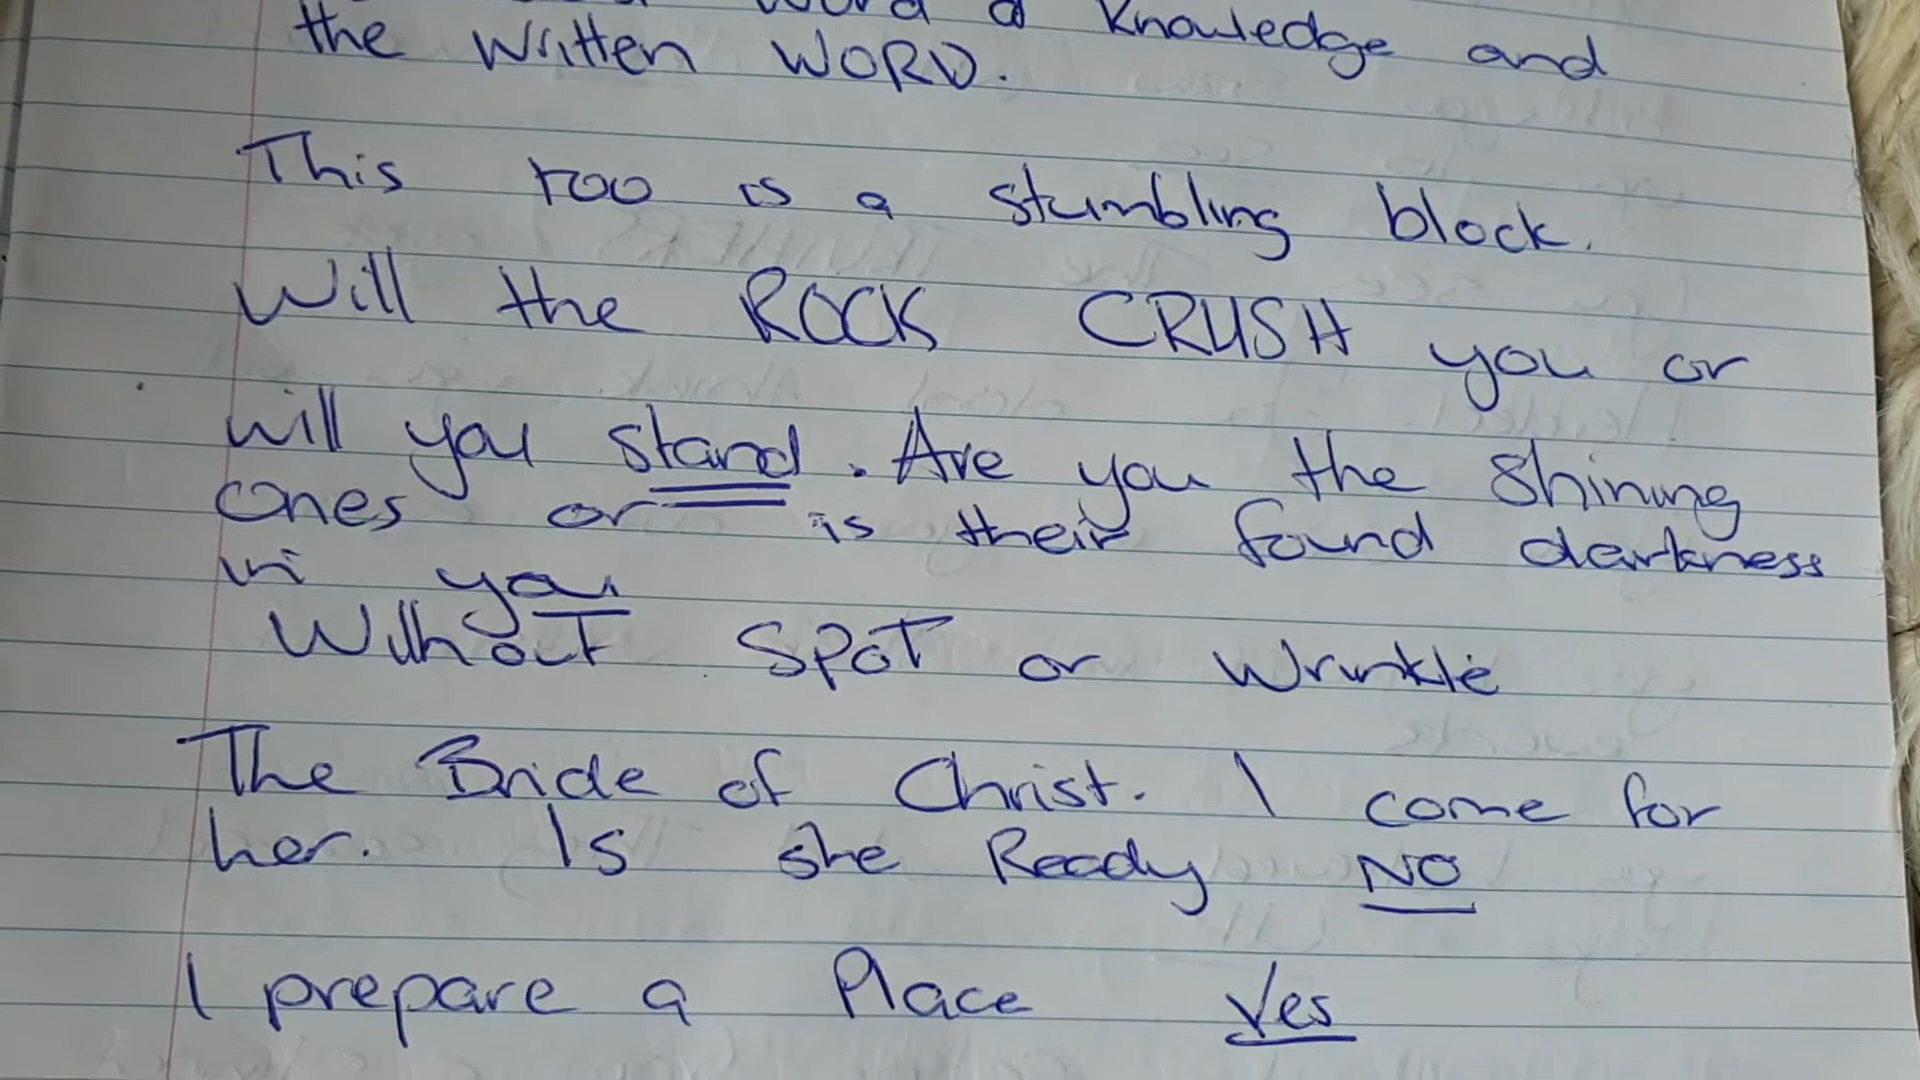 word of Knowledge and
the written WORD.
This too is a stumbling block.
Will the ROCK CRUSH you or
will you stand. Are you the shining
ones or is their found darkness
in you
Without SPOT or Wrinkle
The Bride of Christ. I come for
her. Is she Ready NO
I prepare a Place Yes